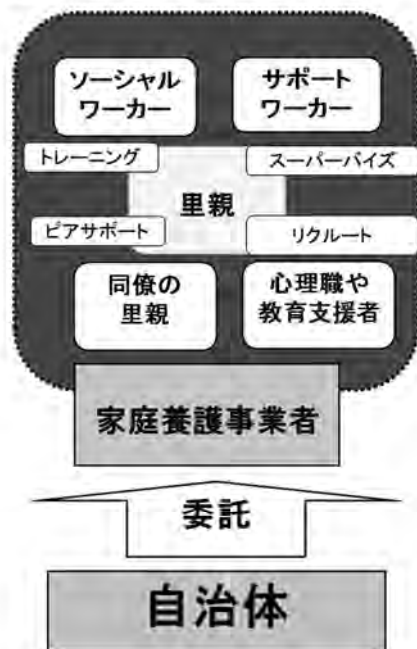 ソーシャル
ワーカー
サポート
ワーカー
トレーニング
スーパーバイズ
里親
ピアサポート
リクルート
同僚の
里親
心理職や
教育支援者
家庭養護事業者
委託
自治体